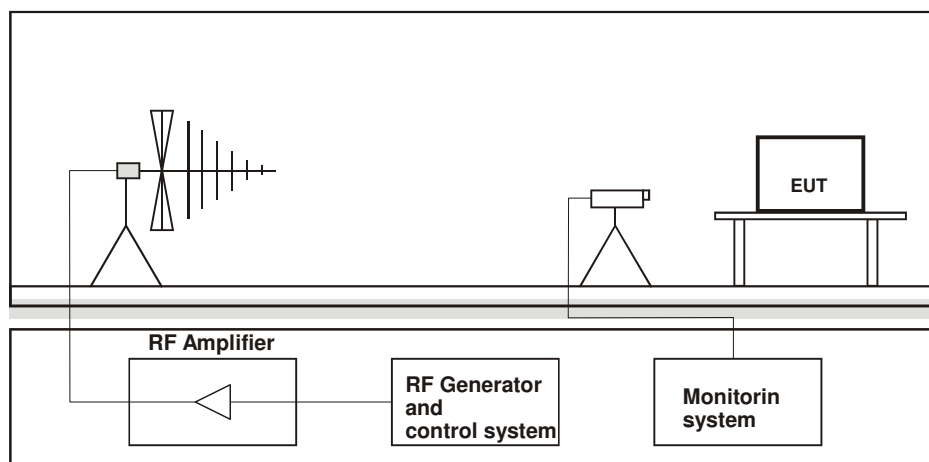 EUT
RF Amplifier
RF Generator
and
control system
Monitorin
system